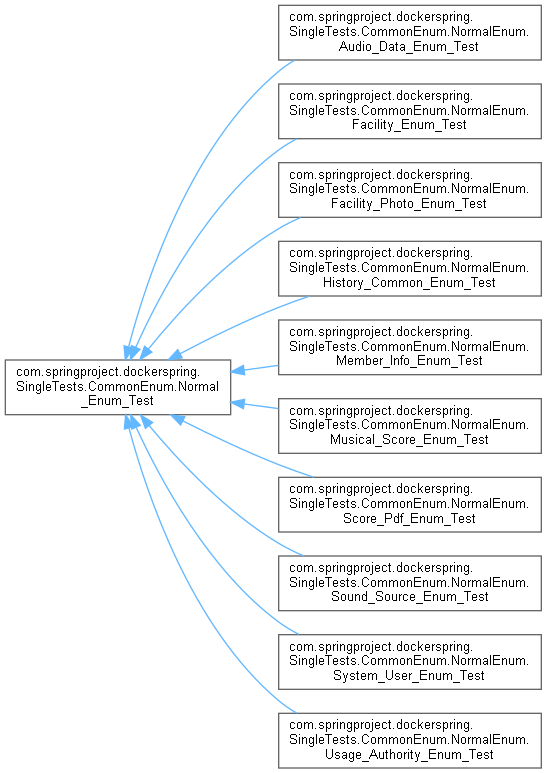 com.springproject.dockerspring.
SingleTests.CommonEnum.NormalEnum.
Audio_Data_Enum_Test
com.springproject.dockerspring.
SingleTests.CommonEnum.NormalEnum.
Facility_Enum_Test
com.springproject.dockerspring.
SingleTests.CommonEnum.NormalEnum.
Facility_Photo_Enum_Test
com.springproject.dockerspring.
SingleTests.CommonEnum.NormalEnum.
History_Common_Enum_Test
com.springproject.dockerspring.
SingleTests.CommonEnum.NormalEnum.
Member_Info_Enum_Test
com.springproject.dockerspring.
SingleTests.CommonEnum.Normal
_Enum_Test
com.springproject.dockerspring.
SingleTests.CommonEnum.NormalEnum.
Musical_Score_Enum_Test
com.springproject.dockerspring.
SingleTests.CommonEnum.NormalEnum.
Score_Pdf_Enum_Test
com.springproject.dockerspring.
SingleTests.CommonEnum.NormalEnum.
Sound_Source_Enum_Test
com.springproject.dockerspring.
SingleTests.CommonEnum.NormalEnum.
System_User_Enum_Test
com.springproject.dockerspring.
SingleTests.CommonEnum.NormalEnum.
Usage_Authority_Enum_Test